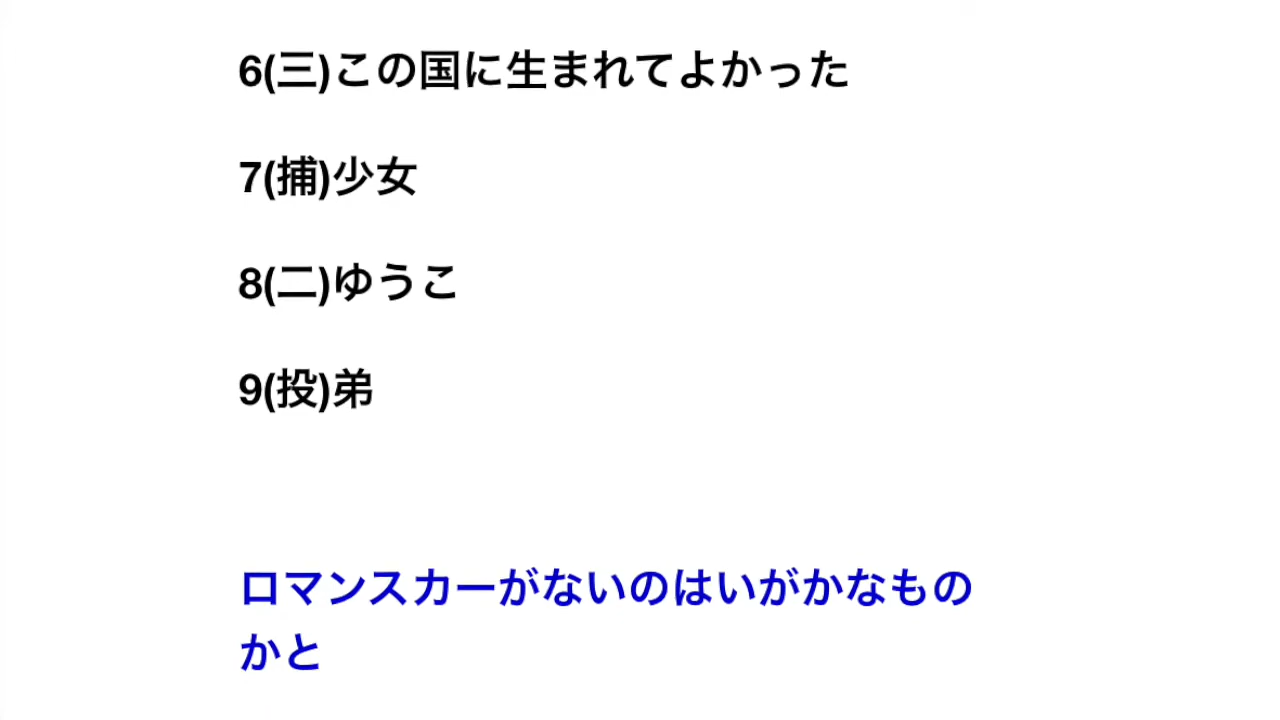 6(三)この国に生まれてよかった
7(捕)少女
8(二)ゆうこ
9(投)弟
ロマンスカーがないのはいがかなもの
かと